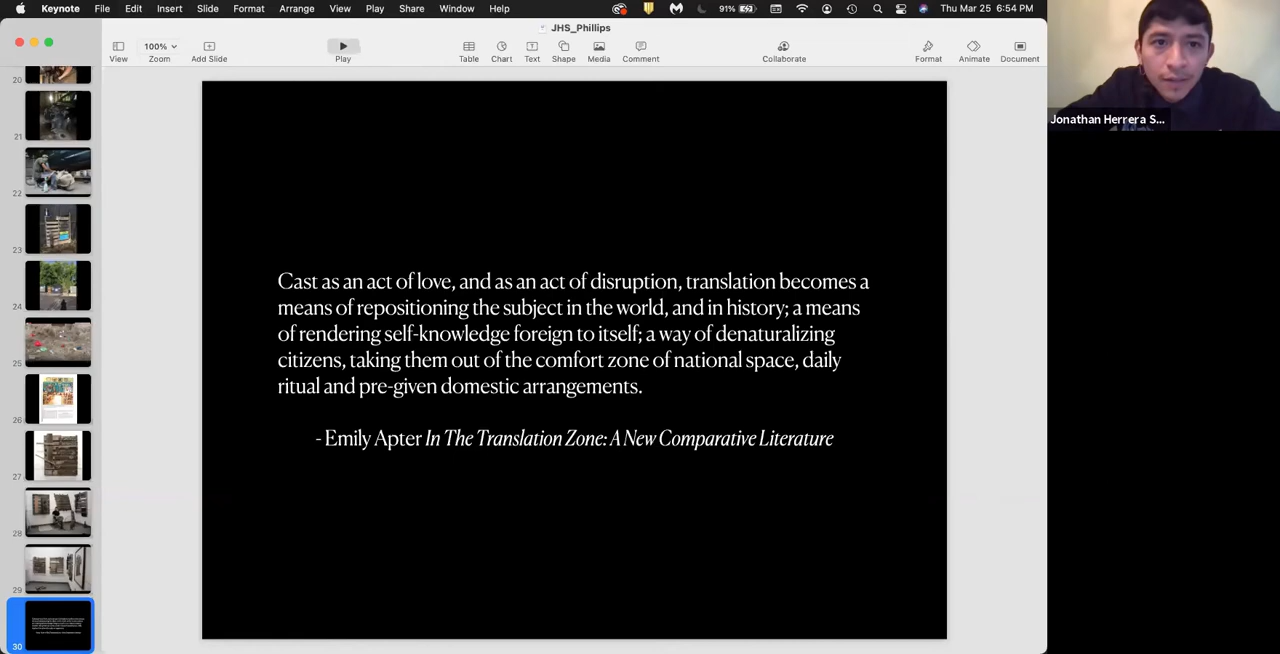 Keynote File Edit Insert Slide Format Arrange View Play Share Window Help 91% Thu Mar 25 6:54 PM
JHS_Phillips
100%
View Zoom Add Slide Play Table Chart Text Shape Media Comment Collaborate Format Animate Document
Jonathan Herrera S...
20
21
22
23
24
25
26
27
28
29
30
Cast as an act of love, and as an act of disruption, translation becomes a
means of repositioning the subject in the world, and in history; a means
of rendering self-knowledge foreign to itself; a way of denaturalizing
citizens, taking them out of the comfort zone of national space, daily
ritual and pre-given domestic arrangements.
- Emily Apter In The Translation Zone: A New Comparative Literature